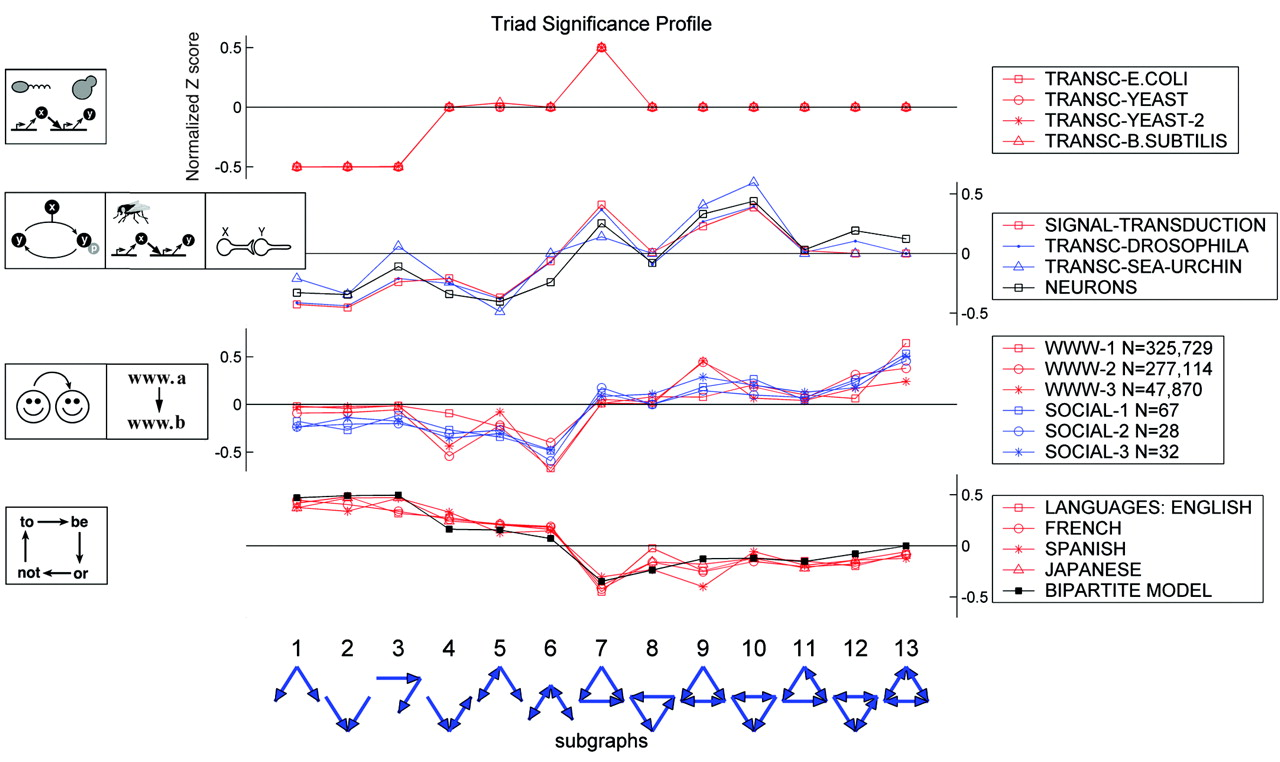 Triad Significance Profile
Normalized Z score
0.5
0
-0.5
x
y
TRANSC-E.COLI
TRANSC-YEAST
TRANSC-YEAST-2
TRANSC-B.SUBTILIS
x
y
y
p
x
y
X Y
0.5
0
-0.5
SIGNAL-TRANSDUCTION
TRANSC-DROSOPHILA
TRANSC-SEA-URCHIN
NEURONS
www.a
www.b
0.5
0
-0.5
WWW-1 N=325,729
WWW-2 N=277,114
WWW-3 N=47,870
SOCIAL-1 N=67
SOCIAL-2 N=28
SOCIAL-3 N=32
to be
not or
0.5
0
-0.5
LANGUAGES: ENGLISH
FRENCH
SPANISH
JAPANESE
BIPARTITE MODEL
1 2 3 4 5 6 7 8 9 10 11 12 13
subgraphs